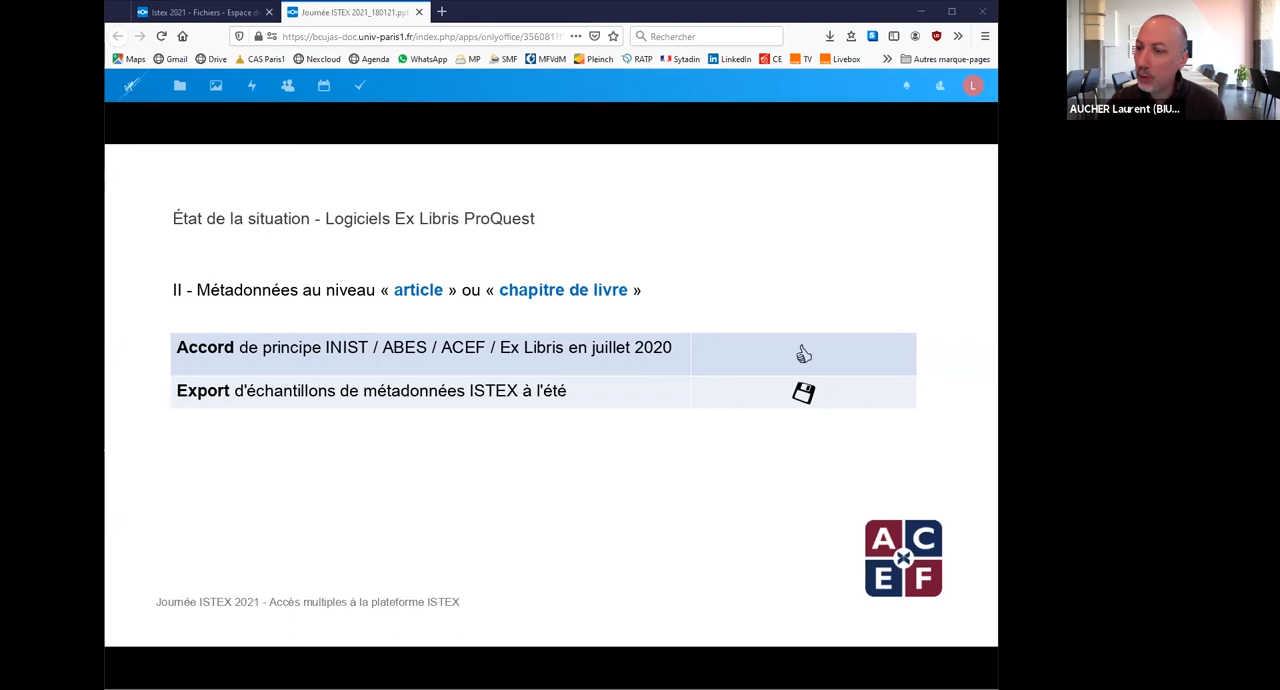 Istex 2021 - Fichiers - Espace d
Journée ISTEX 2021_180121.pp
https://bcujas-doc.univ-paris1.fr/index.php/apps/onlyoffice/356081?f
Rechercher
Maps Gmail Drive CAS Paris1 Nexcloud Agenda WhatsApp MP SMF MFVdM Pleinch RATP Sytadin LinkedIn CE TV Livebox Autres marque-pages
L
AUCHER Laurent (BIU...
État de la situation - Logiciels Ex Libris ProQuest
II - Métadonnées au niveau « article » ou « chapitre de livre »
Accord de principe INIST / ABES / ACEF / Ex Libris en juillet 2020
Export d'échantillons de métadonnées ISTEX à l'été
A C
E F
Journée ISTEX 2021 - Accès multiples à la plateforme ISTEX